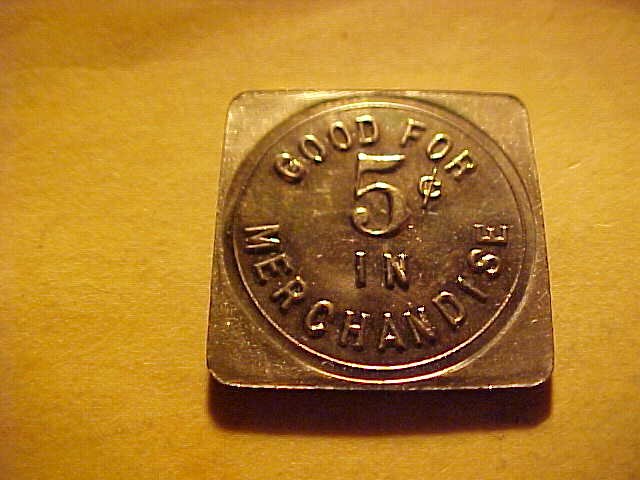 GOOD FOR
5¢
IN
MERCHANDISE